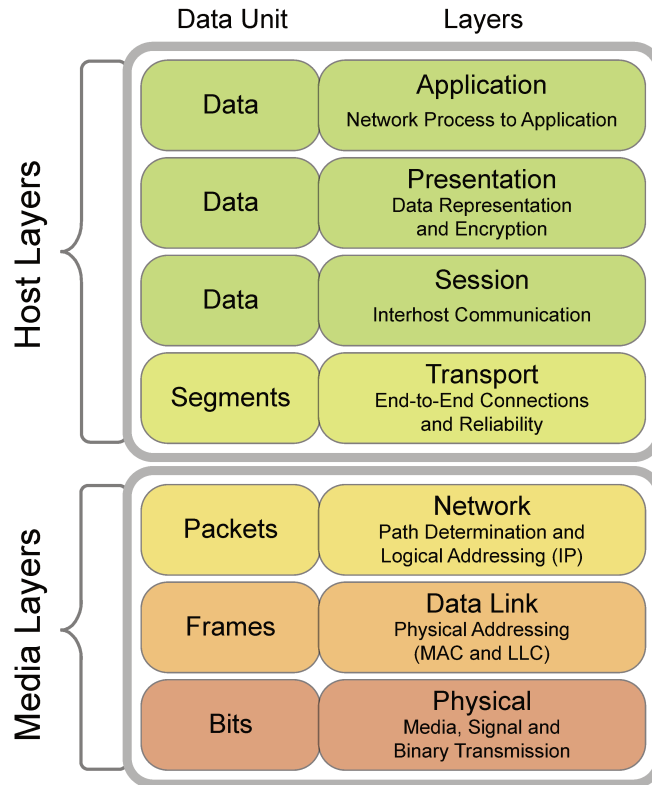 Data Unit
Layers
Host Layers
Data
Application
Network Process to Application
Data
Presentation
Data Representation
and Encryption
Data
Session
Interhost Communication
Segments
Transport
End-to-End Connections
and Reliability
Media Layers
Packets
Network
Path Determination and
Logical Addressing (IP)
Frames
Data Link
Physical Addressing
(MAC and LLC)
Bits
Physical
Media, Signal and
Binary Transmission